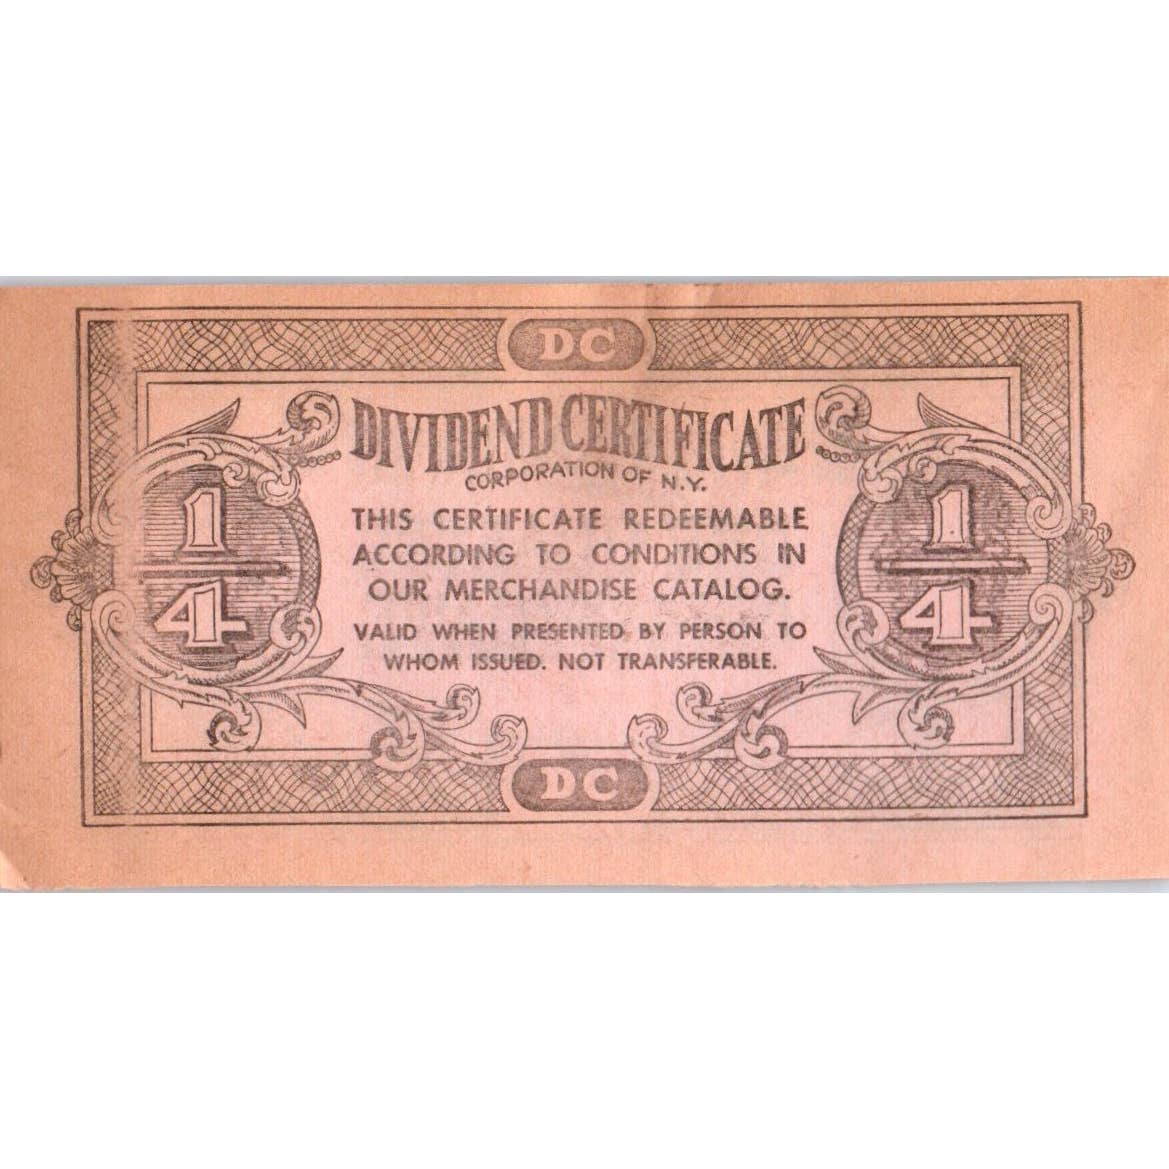 DC
DIVIDEND CERTIFICATE
CORPORATION OF N.Y.
1/4
1/4
THIS CERTIFICATE REDEEMABLE
ACCORDING TO CONDITIONS IN
OUR MERCHANDISE CATALOG.
VALID WHEN PRESENTED BY PERSON TO
WHOM ISSUED. NOT TRANSFERABLE.
DC